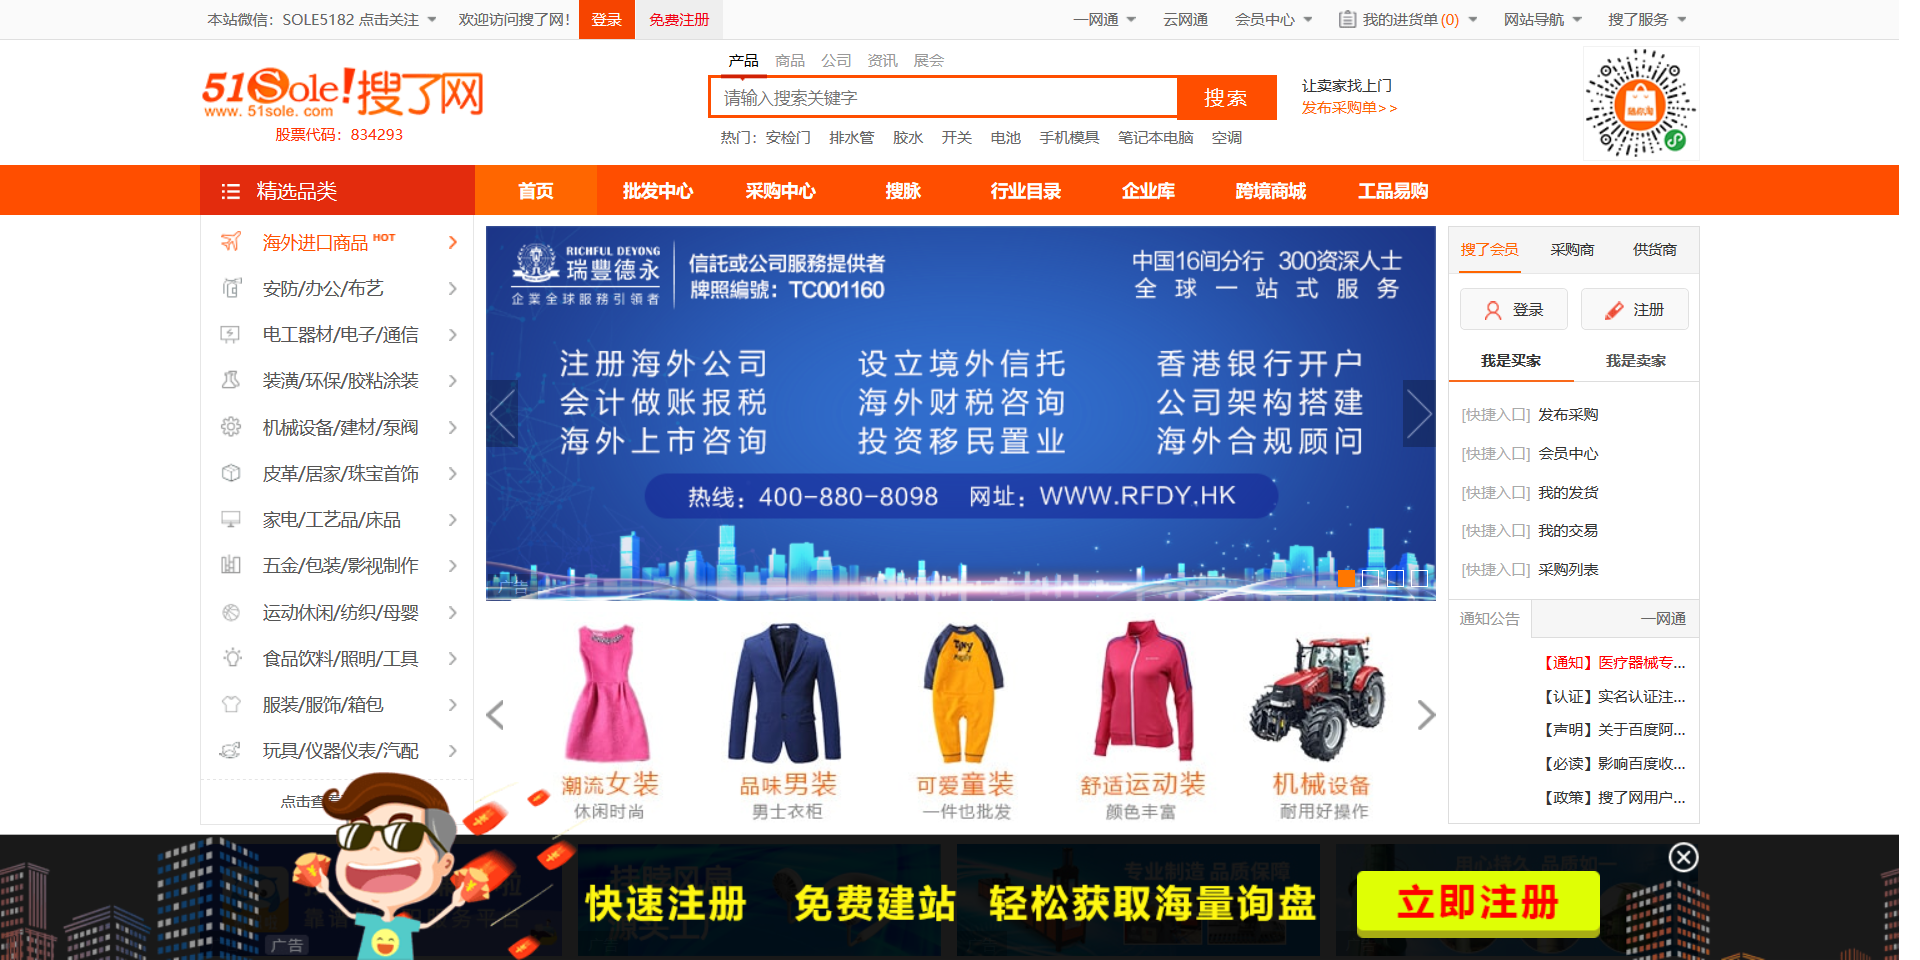 本站微信：SOLE5182 点击关注
欢迎访问搜了网！
登录
免费注册
一网通
云网通
会员中心
我的进货单(0)
网站导航
搜了服务
51Sole!搜了网
www.51sole.com
股票代码：834293
产品 商品 公司 资讯 展会
请输入搜索关键字
搜索
热门：安检门 排水管 胶水 开关 电池 手机模具 笔记本电脑 空调
让卖家找上门
发布采购单>>
精选品类
首页 批发中心 采购中心 搜脉 行业目录 企业库 跨境商城 工品易购
海外进口商品 HOT
安防/办公/布艺
电工器材/电子/通信
装潢/环保/胶粘涂装
机械设备/建材/泵阀
皮革/居家/珠宝首饰
家电/工艺品/床品
五金/包装/影视制作
运动休闲/纺织/母婴
食品饮料/照明/工具
服装/服饰/箱包
玩具/仪器仪表/汽配
点击查
RICHFUL DEYONG
瑞豐德永
企業全球服務引領者
信託或公司服務提供者
牌照編號：TC001160
中国16间分行 300资深人士
全球一站式服务
注册海外公司 设立境外信托 香港银行开户
会计做账报税 海外财税咨询 公司架构搭建
海外上市咨询 投资移民置业 海外合规顾问
热线：400-880-8098 网址：WWW.RFDY.HK
广告
潮流女装
休闲时尚
品味男装
男士衣柜
可爱童装
一件也批发
舒适运动装
颜色丰富
机械设备
耐用好操作
搜了会员 采购商 供货商
登录 注册
我是买家 我是卖家
[快捷入口] 发布采购
[快捷入口] 会员中心
[快捷入口] 我的发货
[快捷入口] 我的交易
[快捷入口] 采购列表
通知公告 一网通
【通知】医疗器械专...
【认证】实名认证注...
【声明】关于百度阿...
【必读】影响百度收...
【政策】搜了网用户...
快速注册 免费建站 轻松获取海量询盘
立即注册
广告